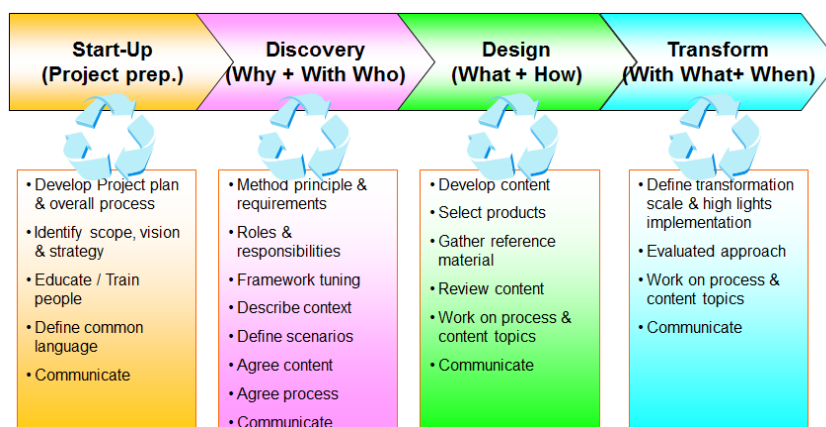 Start-Up
(Project prep.)
Discovery
(Why + With Who)
Design
(What + How)
Transform
(With What+ When)
• Develop Project plan
& overall process
• Identify scope, vision
& strategy
• Educate / Train
people
• Define common
language
• Communicate
• Method principle &
requirements
• Roles &
responsibilities
• Framework tuning
• Describe context
• Define scenarios
• Agree content
• Agree process
• Communicate
• Develop content
• Select products
• Gather reference
material
• Review content
• Work on process &
content topics
• Communicate
• Define transformation
scale & high lights
implementation
• Evaluated approach
• Work on process &
content topics
• Communicate